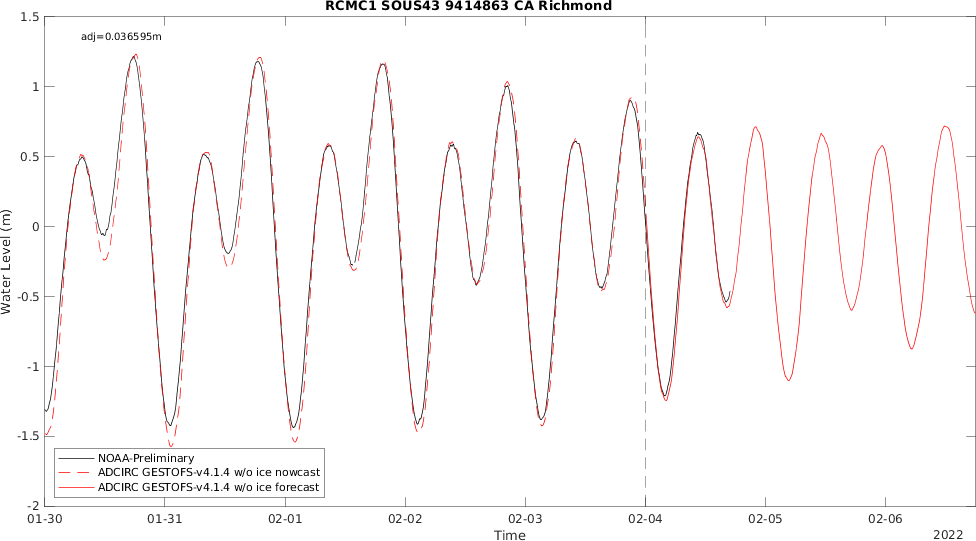 RCMC1 SOUS43 9414863 CA Richmond
adj=0.036595m
1.5
1
0.5
0
-0.5
-1
-1.5
-2
Water Level (m)
NOAA-Preliminary
ADCIRC GESTOFS-v4.1.4 w/o ice nowcast
ADCIRC GESTOFS-v4.1.4 w/o ice forecast
01-30 01-31 02-01 02-02 02-03 02-04 02-05 02-06
Time
2022